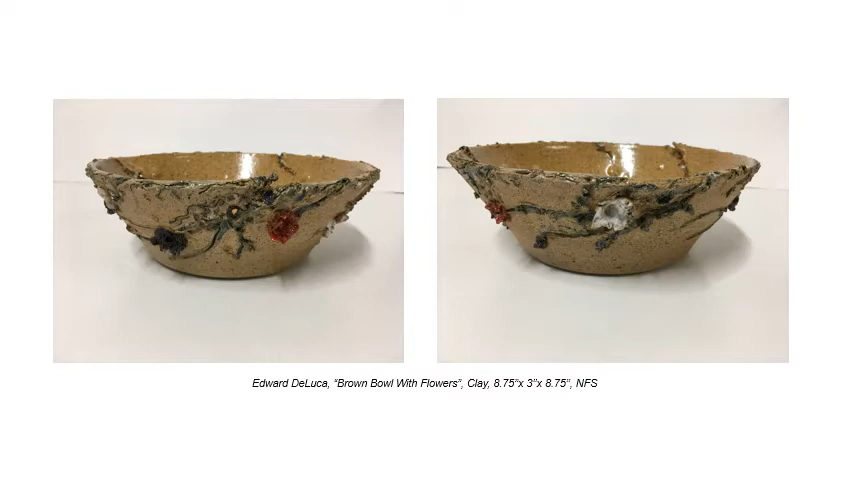 Edward DeLuca, “Brown Bowl With Flowers”, Clay, 8.75”x 3”x 8.75”, NFS